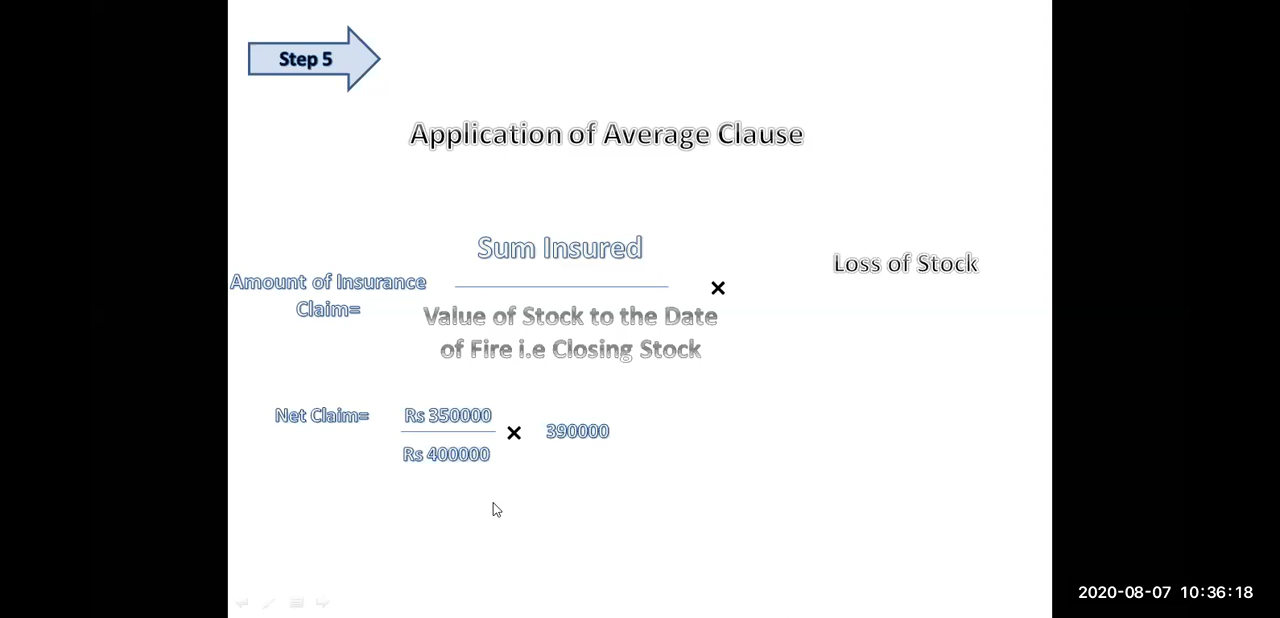 Step 5
Application of Average Clause
Sum Insured
Loss of Stock
Amount of Insurance
Claim=
×
Value of Stock to the Date
of Fire i.e Closing Stock
Net Claim=
Rs 350000
×
390000
Rs 400000
2020-08-07 10:36:18